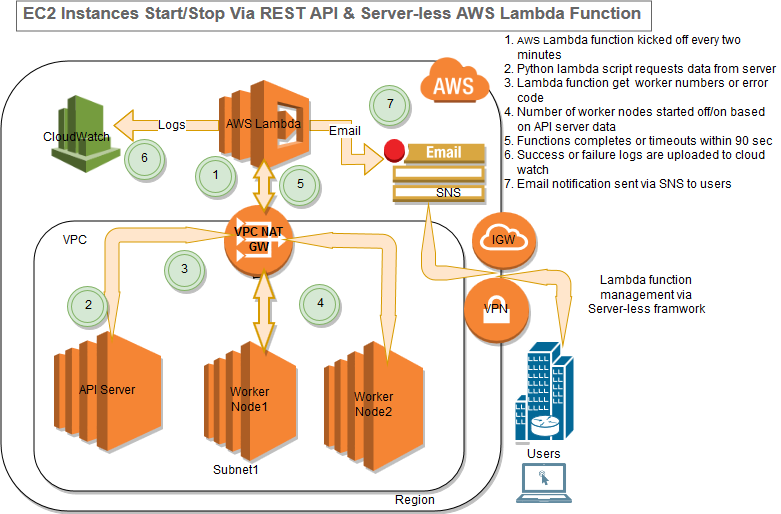 EC2 Instances Start/Stop Via REST API & Server-less AWS Lambda Function
1. AWS Lambda function kicked off every two
minutes
2. Python lambda script requests data from server
3. Lambda function get worker numbers or error
code
4. Number of worker nodes started off/on based
on API server data
5. Functions completes or timeouts within 90 sec
6. Success or failure logs are uploaded to cloud
watch
7. Email notification sent via SNS to users
AWS
7
CloudWatch
Logs
AWS Lambda
Email
Email
6
1
5
SNS
VPC
VPC NAT
GW
IGW
3
2
4
VPN
Lambda function
management via
Server-less framwork
API Server
Worker
Node1
Worker
Node2
Subnet1
Users
Region